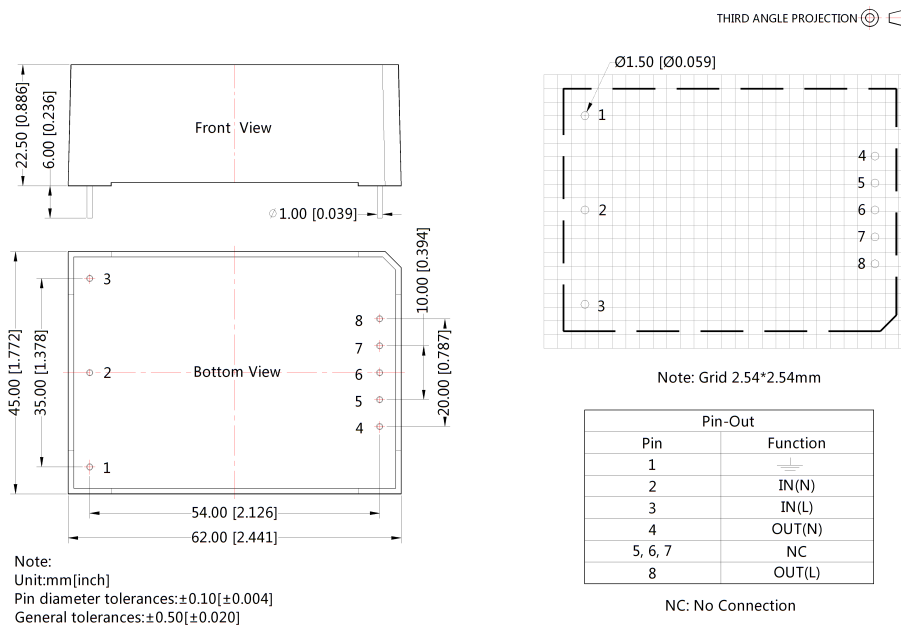 THIRD ANGLE PROJECTION
Front View
22.50 [0.886]
6.00 [0.236]
⌀1.00 [0.039]
Ø1.50 [Ø0.059]
1
2
3
4
5
6
7
8
Note: Grid 2.54*2.54mm
Bottom View
3
2
1
8
7
6
5
4
10.00 [0.394]
20.00 [0.787]
45.00 [1.772]
35.00 [1.378]
54.00 [2.126]
62.00 [2.441]
Note:
Unit:mm[inch]
Pin diameter tolerances:±0.10[±0.004]
General tolerances:±0.50[±0.020]
Pin-Out
Pin Function
1 ⏚
2 IN(N)
3 IN(L)
4 OUT(N)
5, 6, 7 NC
8 OUT(L)
NC: No Connection